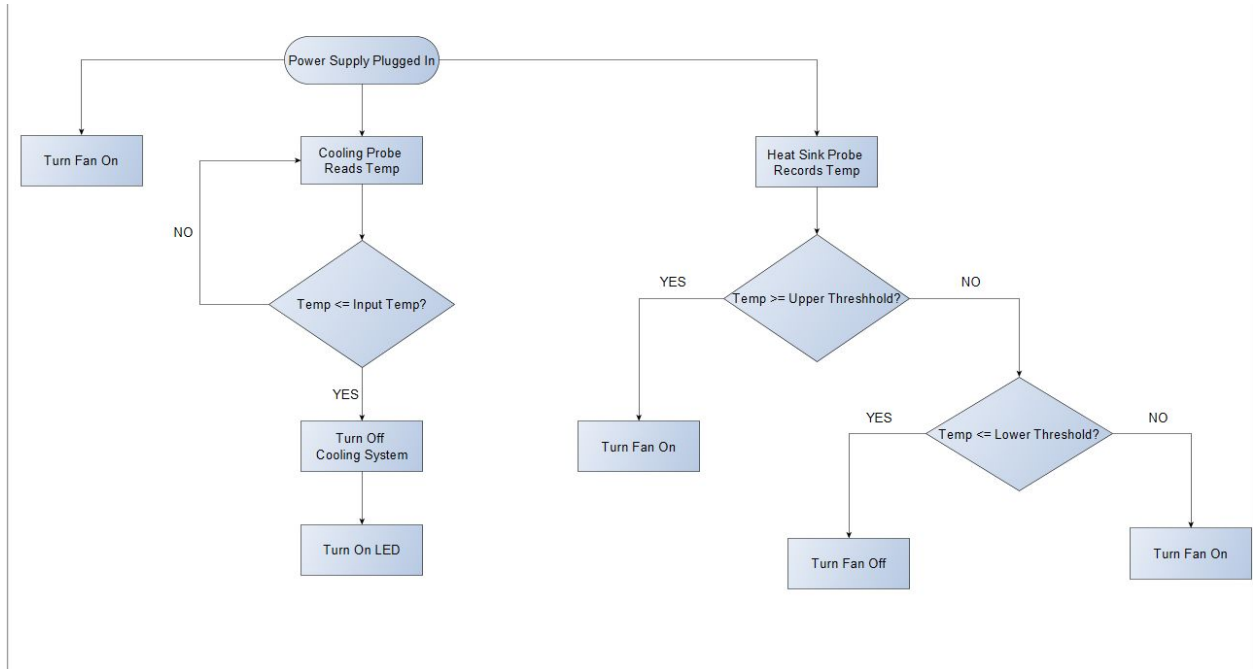 Power Supply Plugged In
Turn Fan On
Cooling Probe
Reads Temp
Heat Sink Probe
Records Temp
NO
Temp <= Input Temp?
YES
Temp >= Upper Threshhold?
NO
YES
Turn Off
Cooling System
Turn Fan On
YES
Temp <= Lower Threshold?
NO
Turn On LED
Turn Fan Off
Turn Fan On